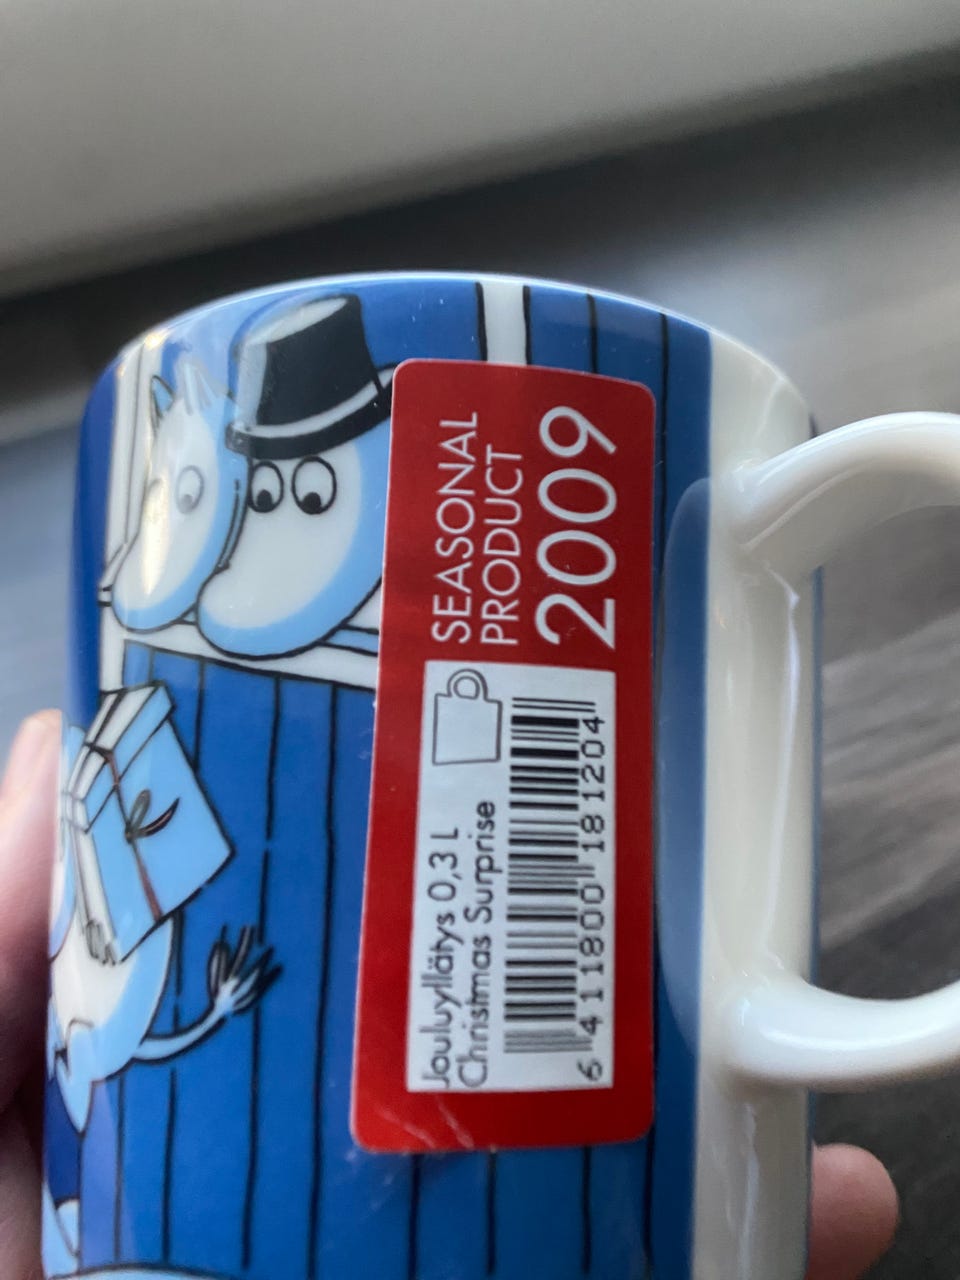 SEASONAL
PRODUCT
2009
Jouluyllätys 0,3 L
Christmas Surprise
6 411800 181204